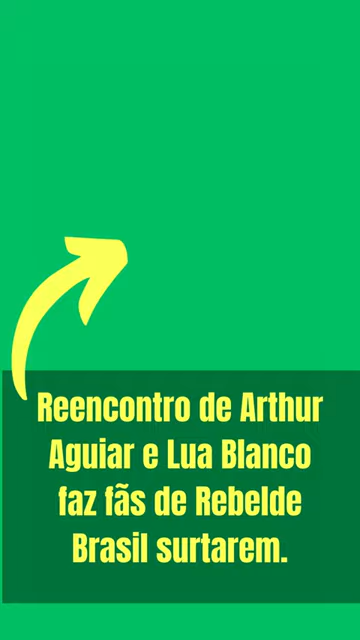 Reencontro de Arthur
Aguiar e Lua Blanco
faz fãs de Rebelde
Brasil surtarem.